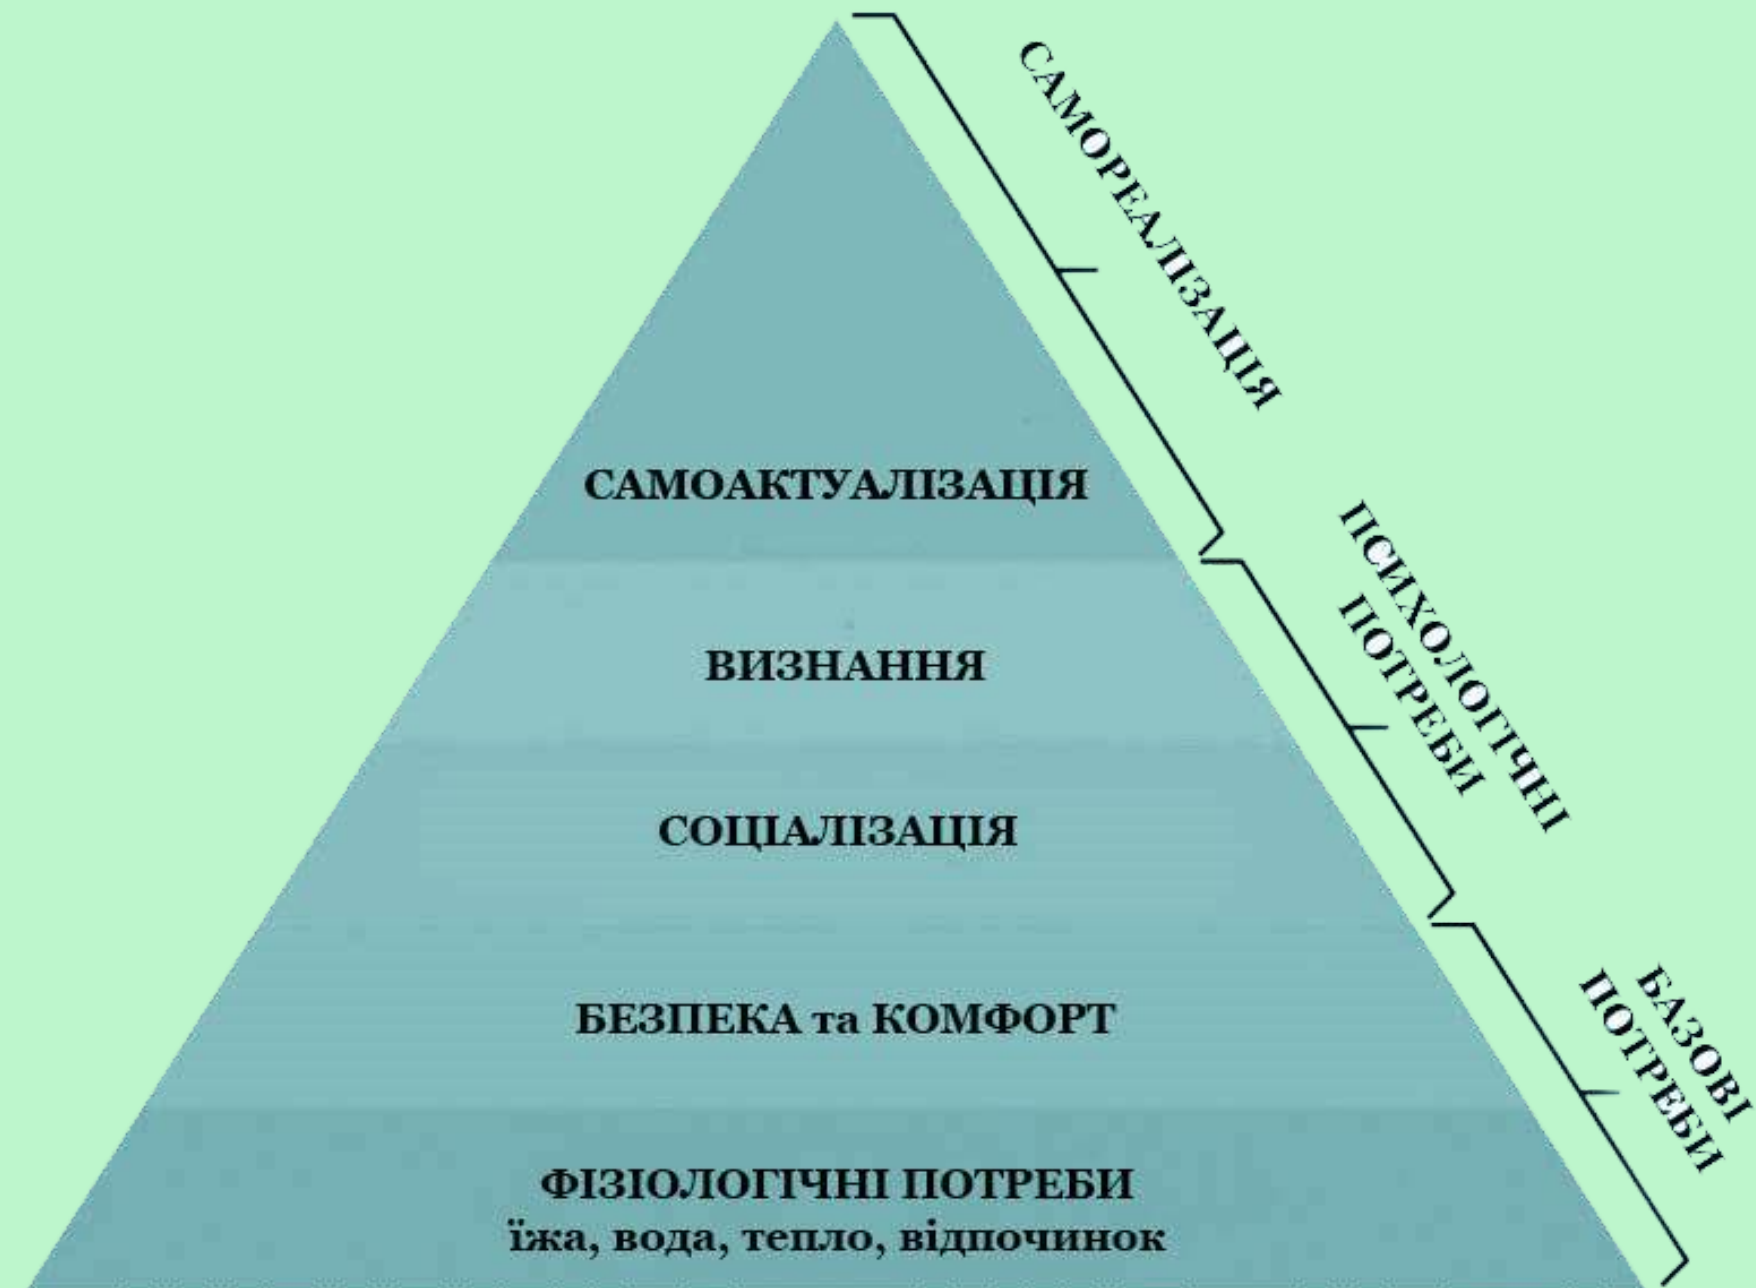 САМОРЕАЛІЗАЦІЯ
САМОАКТУАЛІЗАЦІЯ
ПСИХОЛОГІЧНІ
ПОТРЕБИ
ВИЗНАННЯ
СОЦІАЛІЗАЦІЯ
БЕЗПЕКА та КОМФОРТ
БАЗОВІ
ПОТРЕБИ
ФІЗІОЛОГІЧНІ ПОТРЕБИ
їжа, вода, тепло, відпочинок